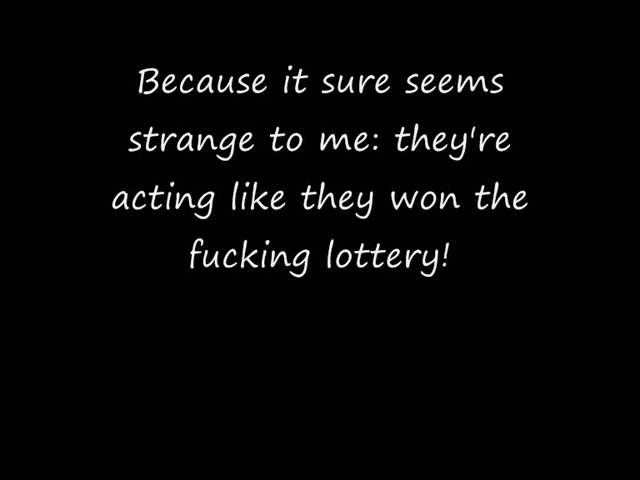 Because it sure seems
strange to me: they're
acting like they won the
fucking lottery!